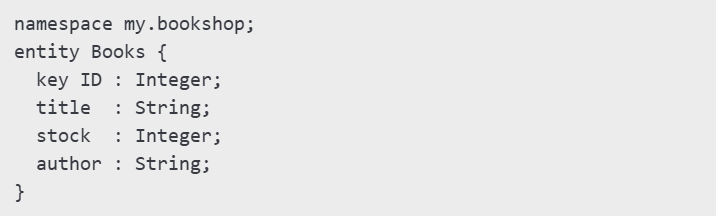 namespace my.bookshop;
entity Books {
  key ID : Integer;
  title  : String;
  stock  : Integer;
  author : String;
}